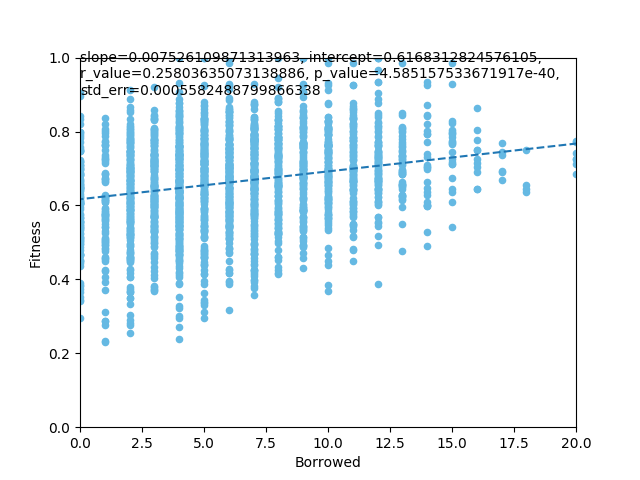 slope=0.007526109871313963, intercept=0.6168312824576105,
r_value=0.25803635073138886, p_value=4.585157533671917e-40,
std_err=0.0005582488799866338
1.0
0.8
0.6
0.4
0.2
0.0
Fitness
0.0 2.5 5.0 7.5 10.0 12.5 15.0 17.5 20.0
Borrowed